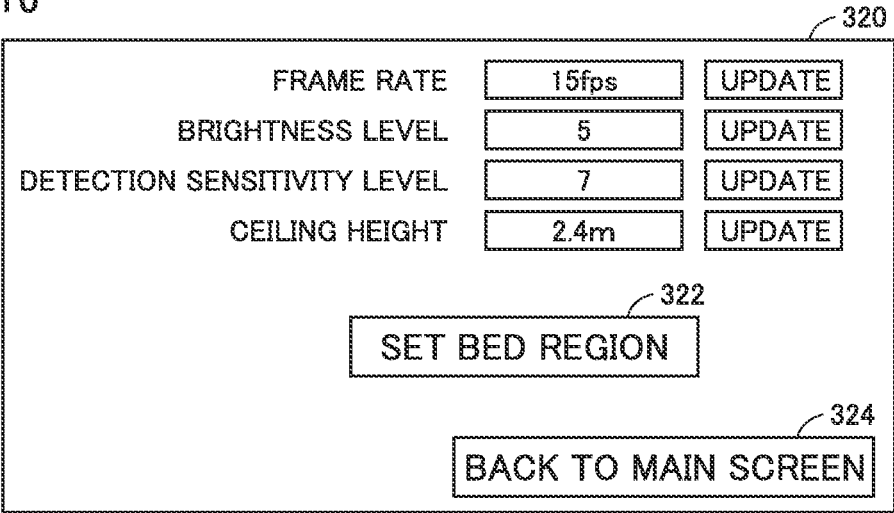 320
FRAME RATE 15fps UPDATE
BRIGHTNESS LEVEL 5 UPDATE
DETECTION SENSITIVITY LEVEL 7 UPDATE
CEILING HEIGHT 2.4m UPDATE
322
SET BED REGION
324
BACK TO MAIN SCREEN